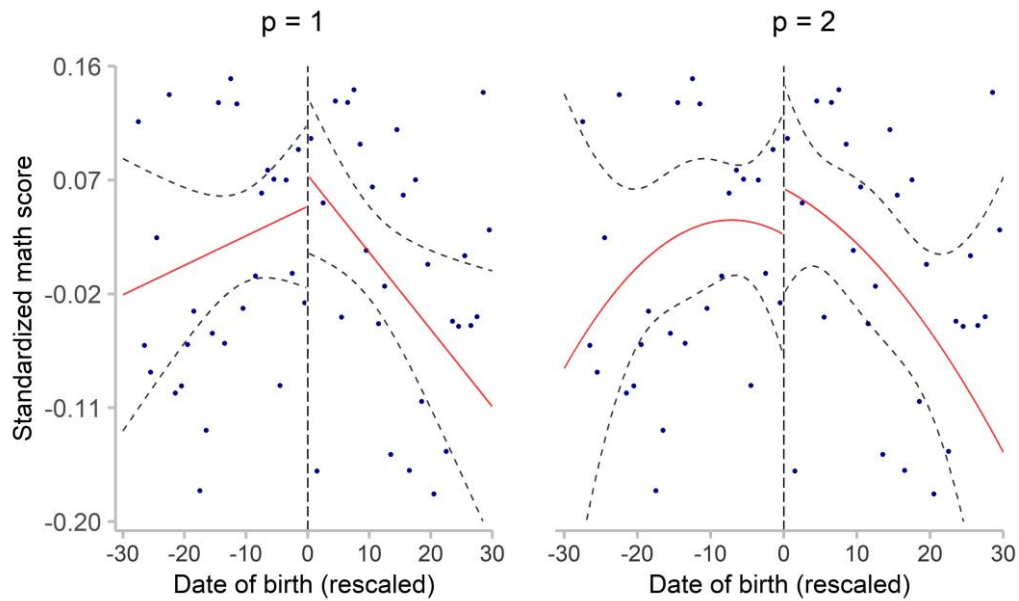 p = 1
p = 2
Standardized math score
0.16
0.07
-0.02
-0.11
-0.20
-30 -20 -10 0 10 20 30
-30 -20 -10 0 10 20 30
Date of birth (rescaled)
Date of birth (rescaled)